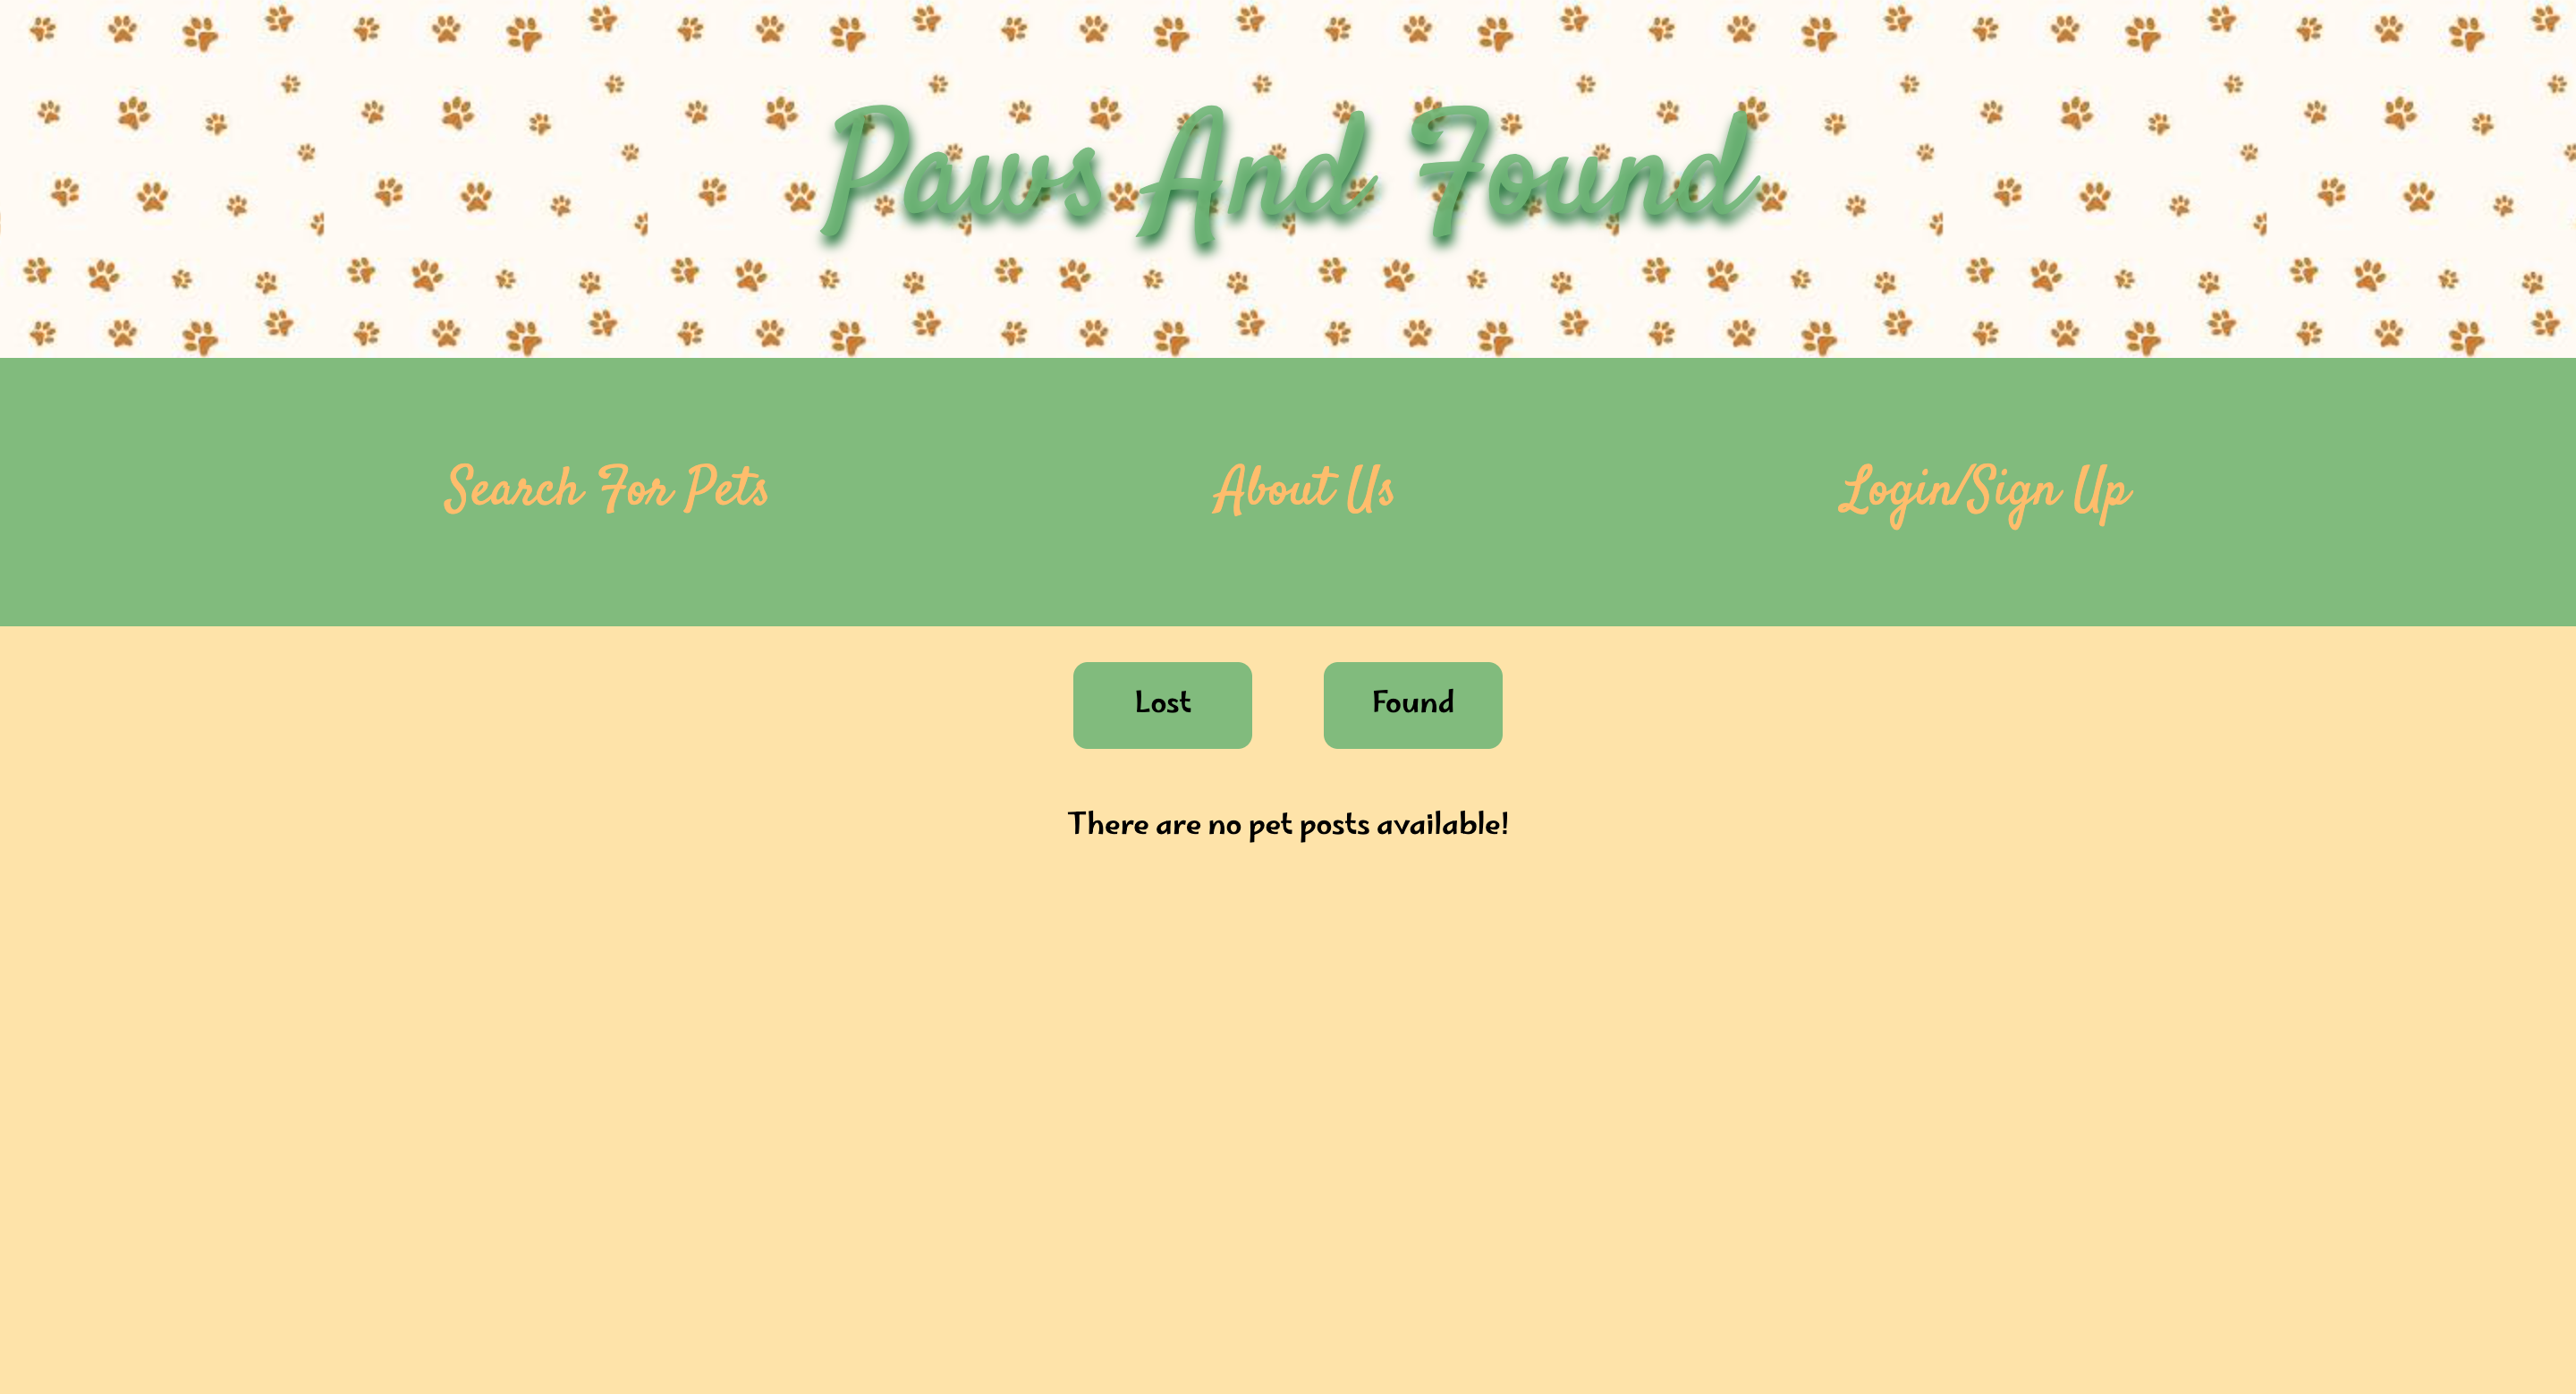 Paws And Found
Search For Pets
About Us
Login/Sign Up
Lost
Found
There are no pet posts available!